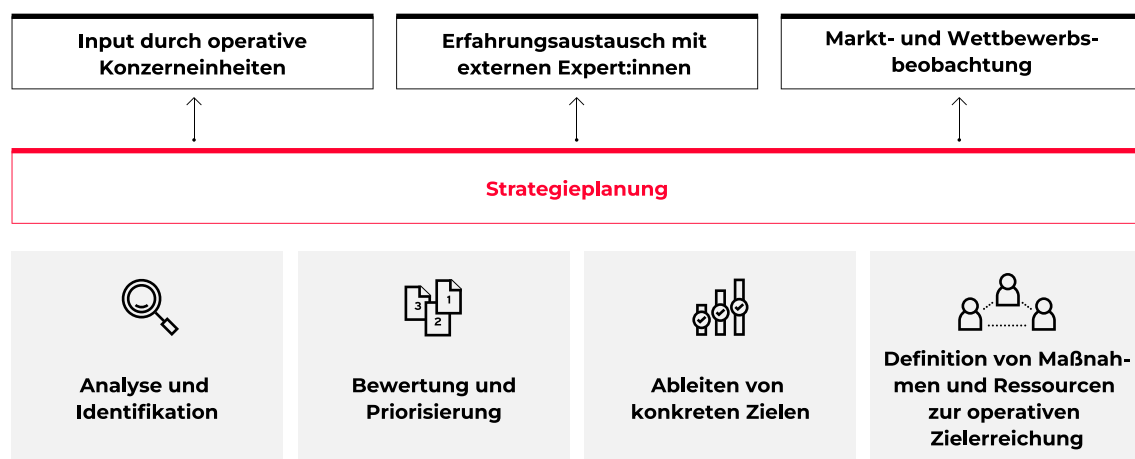 Input durch operative
Konzerneinheiten
Erfahrungsaustausch mit
externen Expert:innen
Markt- und Wettbewerbs-
beobachtung
Strategieplanung
Analyse und
Identifikation
3
1
2
Bewertung und
Priorisierung
Ableiten von
konkreten Zielen
Definition von Maßnah-
men und Ressourcen
zur operativen
Zielerreichung